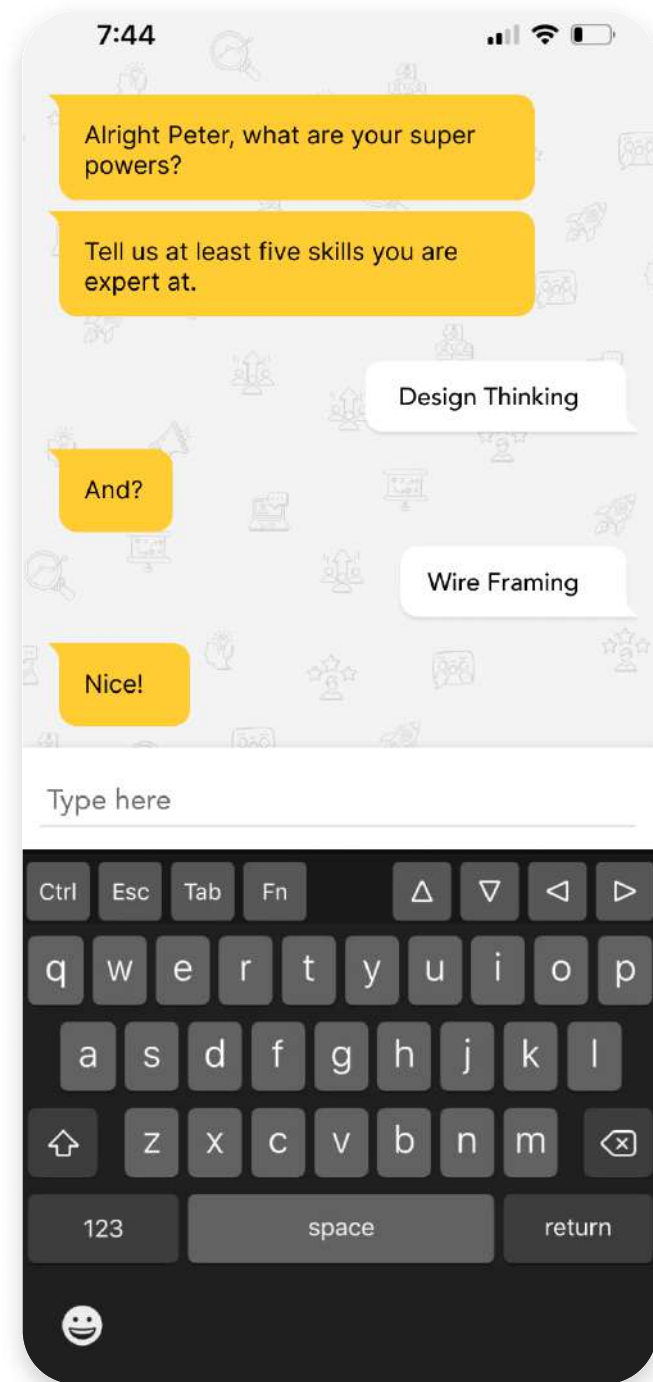 7:44
Alright Peter, what are your super
powers?
Tell us at least five skills you are
expert at.
Design Thinking
And?
Wire Framing
Nice!
Type here
Ctrl Esc Tab Fn
q w e r t y u i o p
a s d f g h j k l
z x c v b n m
123 space return